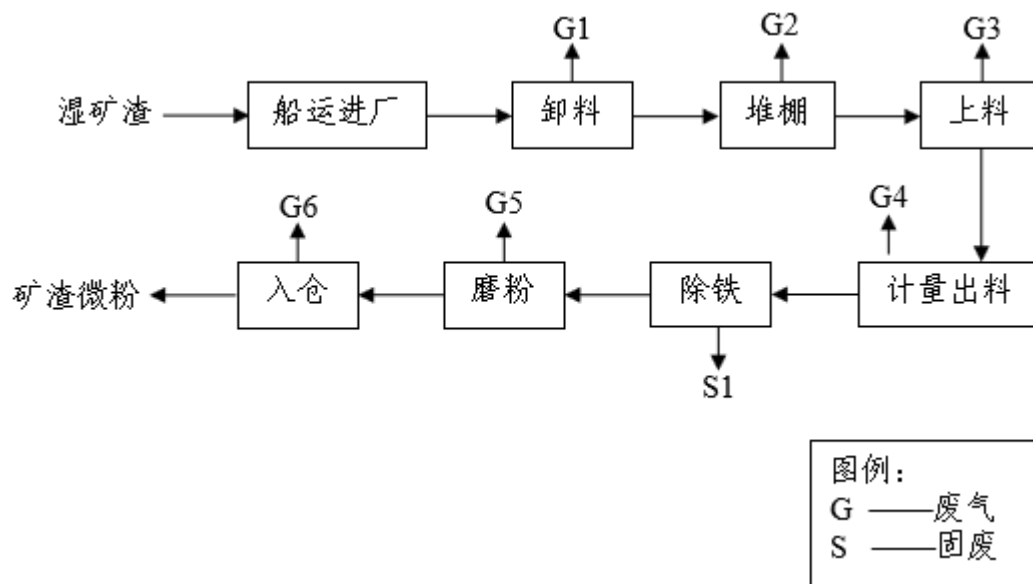 G1
G2
G3
湿矿渣
船运进厂
卸料
堆棚
上料
G4
G5
G6
矿渣微粉
入仓
磨粉
除铁
计量出料
S1
图例：
G ——废气
S ——固废